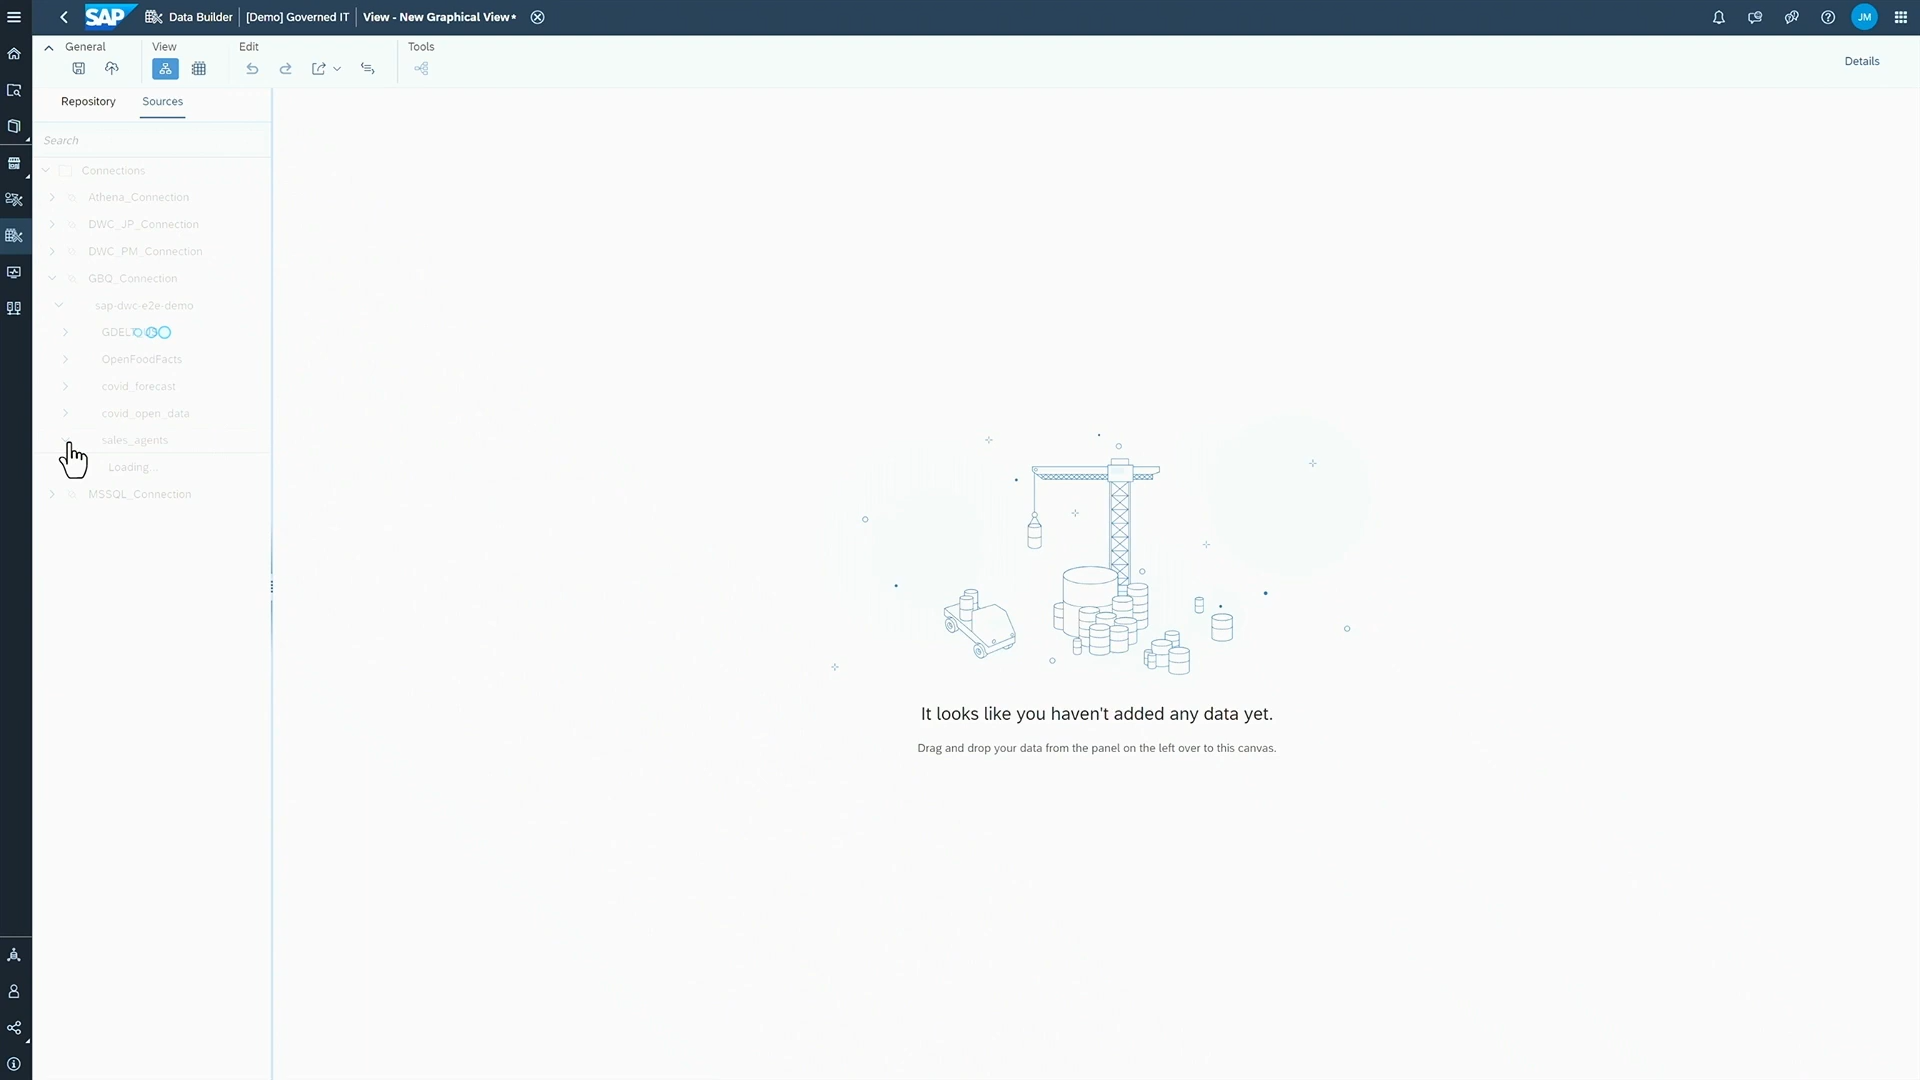 SAP Data Builder [Demo] Governed IT View - New Graphical View* JM
General View Edit Tools
Details
Repository Sources
Search
Connections
Athena_Connection
DWC_JP_Connection
DWC_PM_Connection
GBQ_Connection
sap-dwc-e2e-demo
OpenFoodFacts
covid_forecast
covid_open_data
sales_agents
Loading...
MSSQL_Connection
It looks like you haven't added any data yet.
Drag and drop your data from the panel on the left over to this canvas.